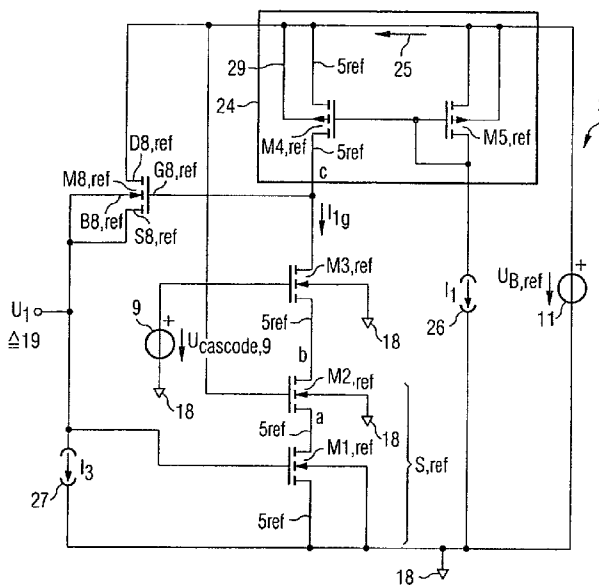 29
24
5ref
25
M4,ref
M5,ref
5ref
c
D8,ref
M8,ref
G8,ref
B8,ref
S8,ref
I1g
M3,ref
I1
26
UB,ref
+
11
U1
≙19
9
+
Ucascode,9
5ref
18
18
b
M2,ref
a
18
5ref
M1,ref
S,ref
I3
27
5ref
18